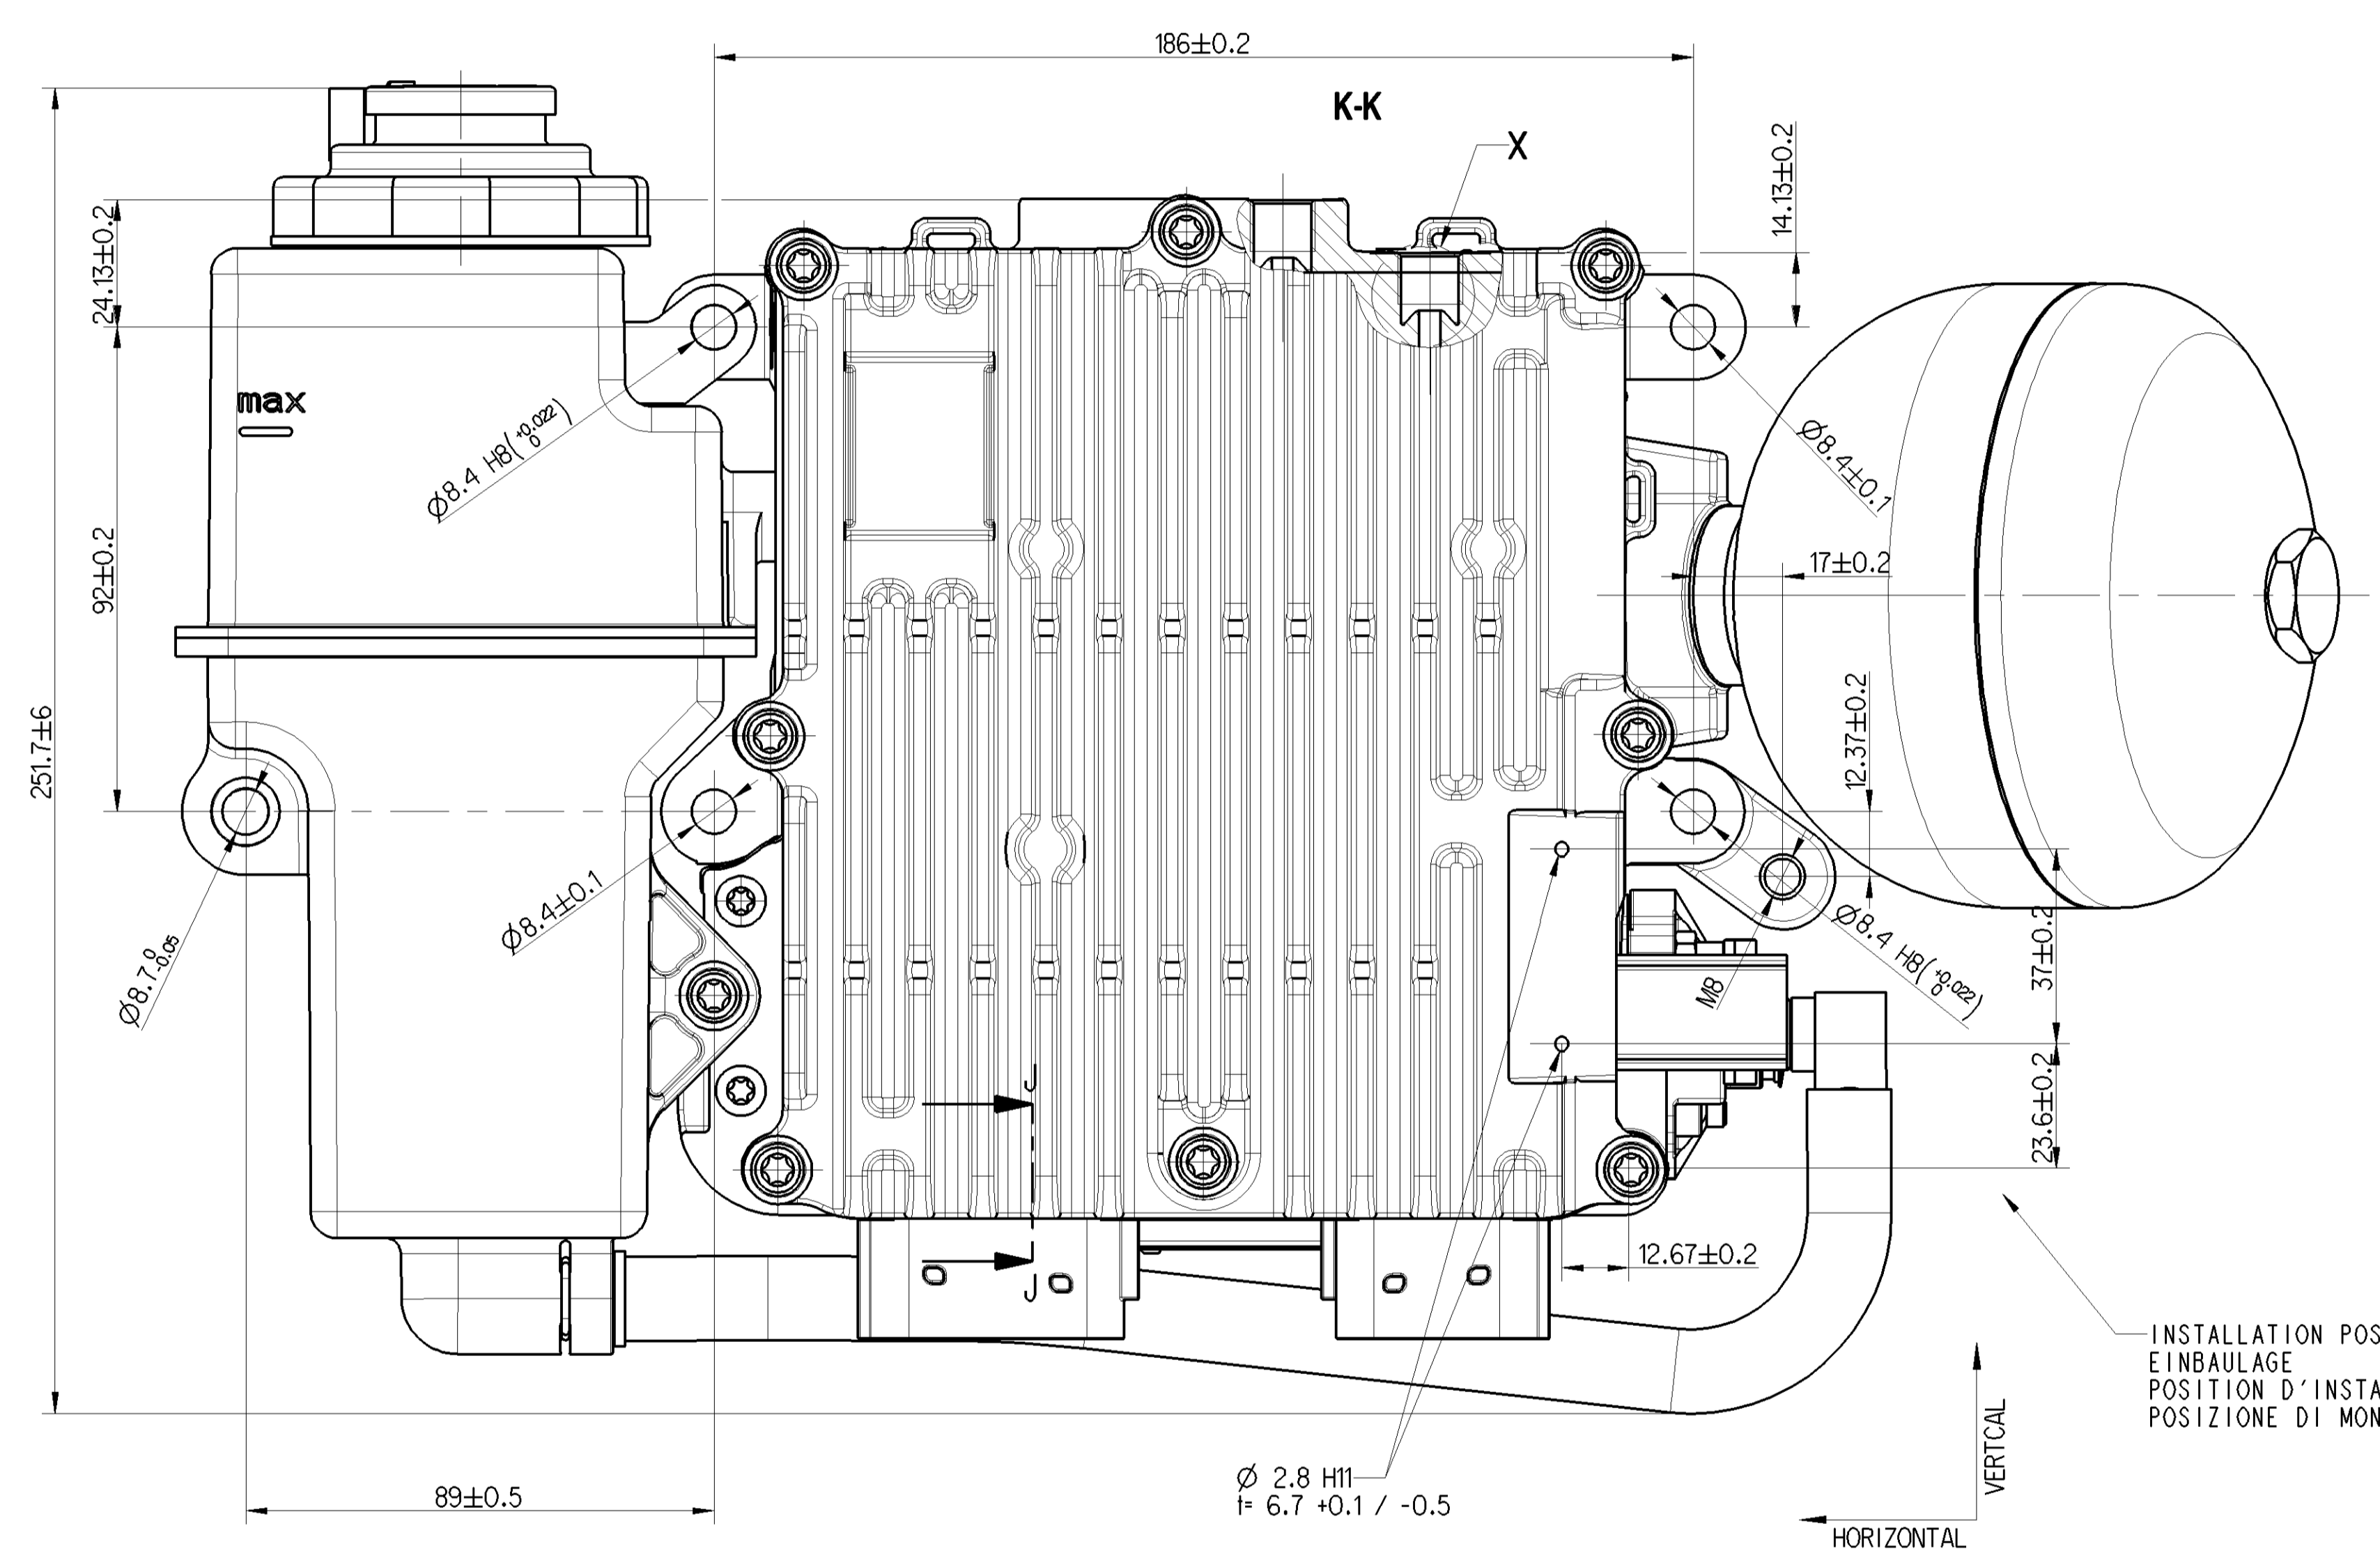 186±0.2
K-K
X
14.13±0.2
24.13±0.2
max
Ø8.4 H8(+0.022 0)
Ø8.4±0.1
17±0.2
92±0.2
12.37±0.2
251.7±6
Ø8.4±0.1
Ø8.7 0 -0.05
M8
Ø8.4 H8(+0.022 0)
37±0.2
23.6±0.2
J
J
12.67±0.2
INSTALLATION POS
EINBAULAGE
POSITION D'INSTA
POSIZIONE DI MON
VERTCAL
HORIZONTAL
Ø 2.8 H11
t= 6.7 +0.1 / -0.5
89±0.5